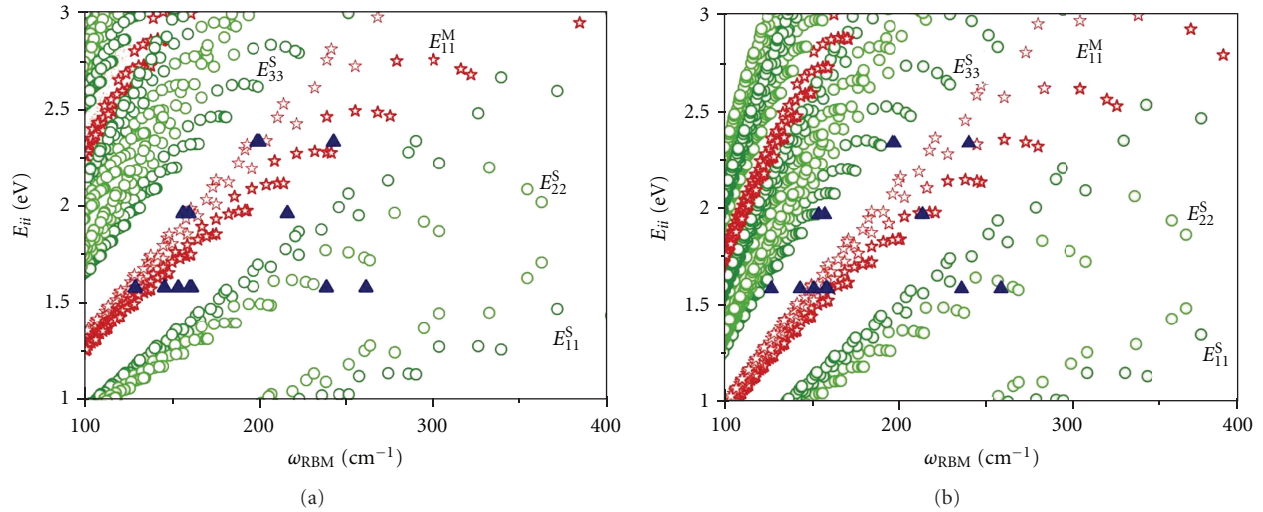 3
2.5
2
1.5
1
E_ii (eV)
100
200
300
400
ω_RBM (cm⁻¹)
E^S_33
E^M_11
E^S_22
E^S_11
(a)
3
2.5
2
1.5
1
E_ii (eV)
100
200
300
400
ω_RBM (cm⁻¹)
E^S_33
E^M_11
E^S_22
E^S_11
(b)